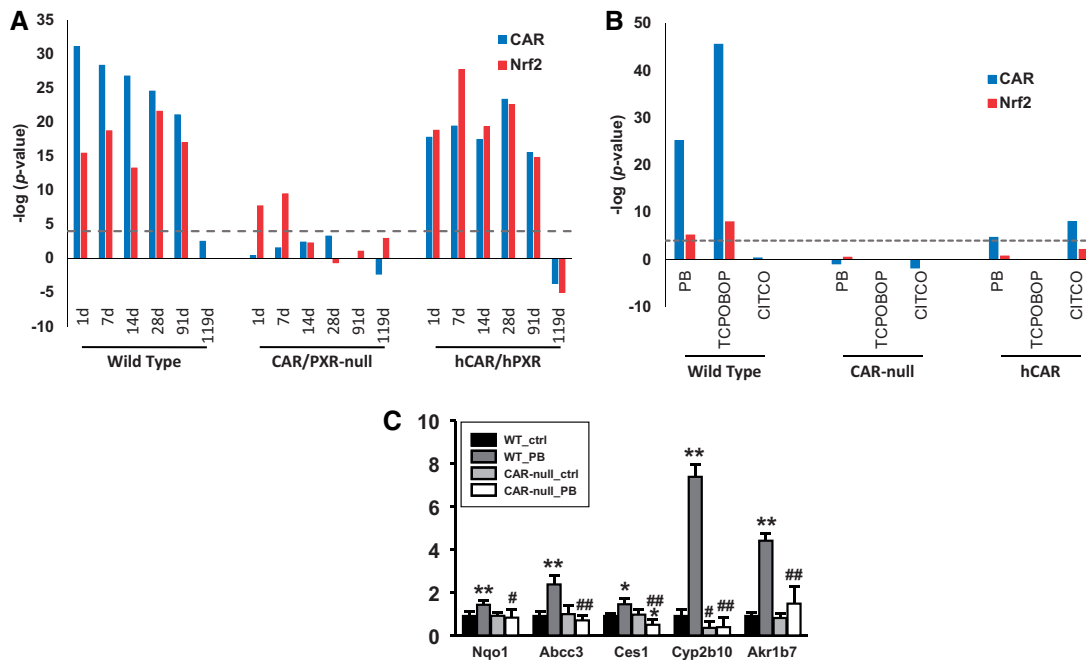 A
35
30
25
20
15
10
5
0
-5
-10
-log (p-value)
CAR
Nrf2
1d 7d 14d 28d 91d 119d
1d 7d 14d 28d 91d 119d
1d 7d 14d 28d 91d 119d
Wild Type
CAR/PXR-null
hCAR/hPXR
B
-50
40
30
20
10
0
-10
-log (p-value)
CAR
Nrf2
PB TCPOBOP CITCO
PB TCPOBOP CITCO
PB TCPOBOP CITCO
Wild Type
CAR-null
hCAR
C
10
8
6
4
2
0
WT_ctrl
WT_PB
CAR-null_ctrl
CAR-null_PB
** #
** ##
* ## *
** # ##
** ##
Nqo1 Abcc3 Ces1 Cyp2b10 Akr1b7